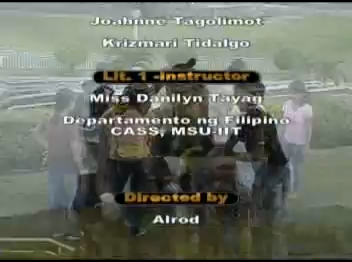 Joahnne Tagolimot
Krizmari Tidalgo
Lit. 1 -Instructor
Miss Danilyn Tayag
Departamento ng Filipino
CASS, MSU-IIT
Directed by
Alrod